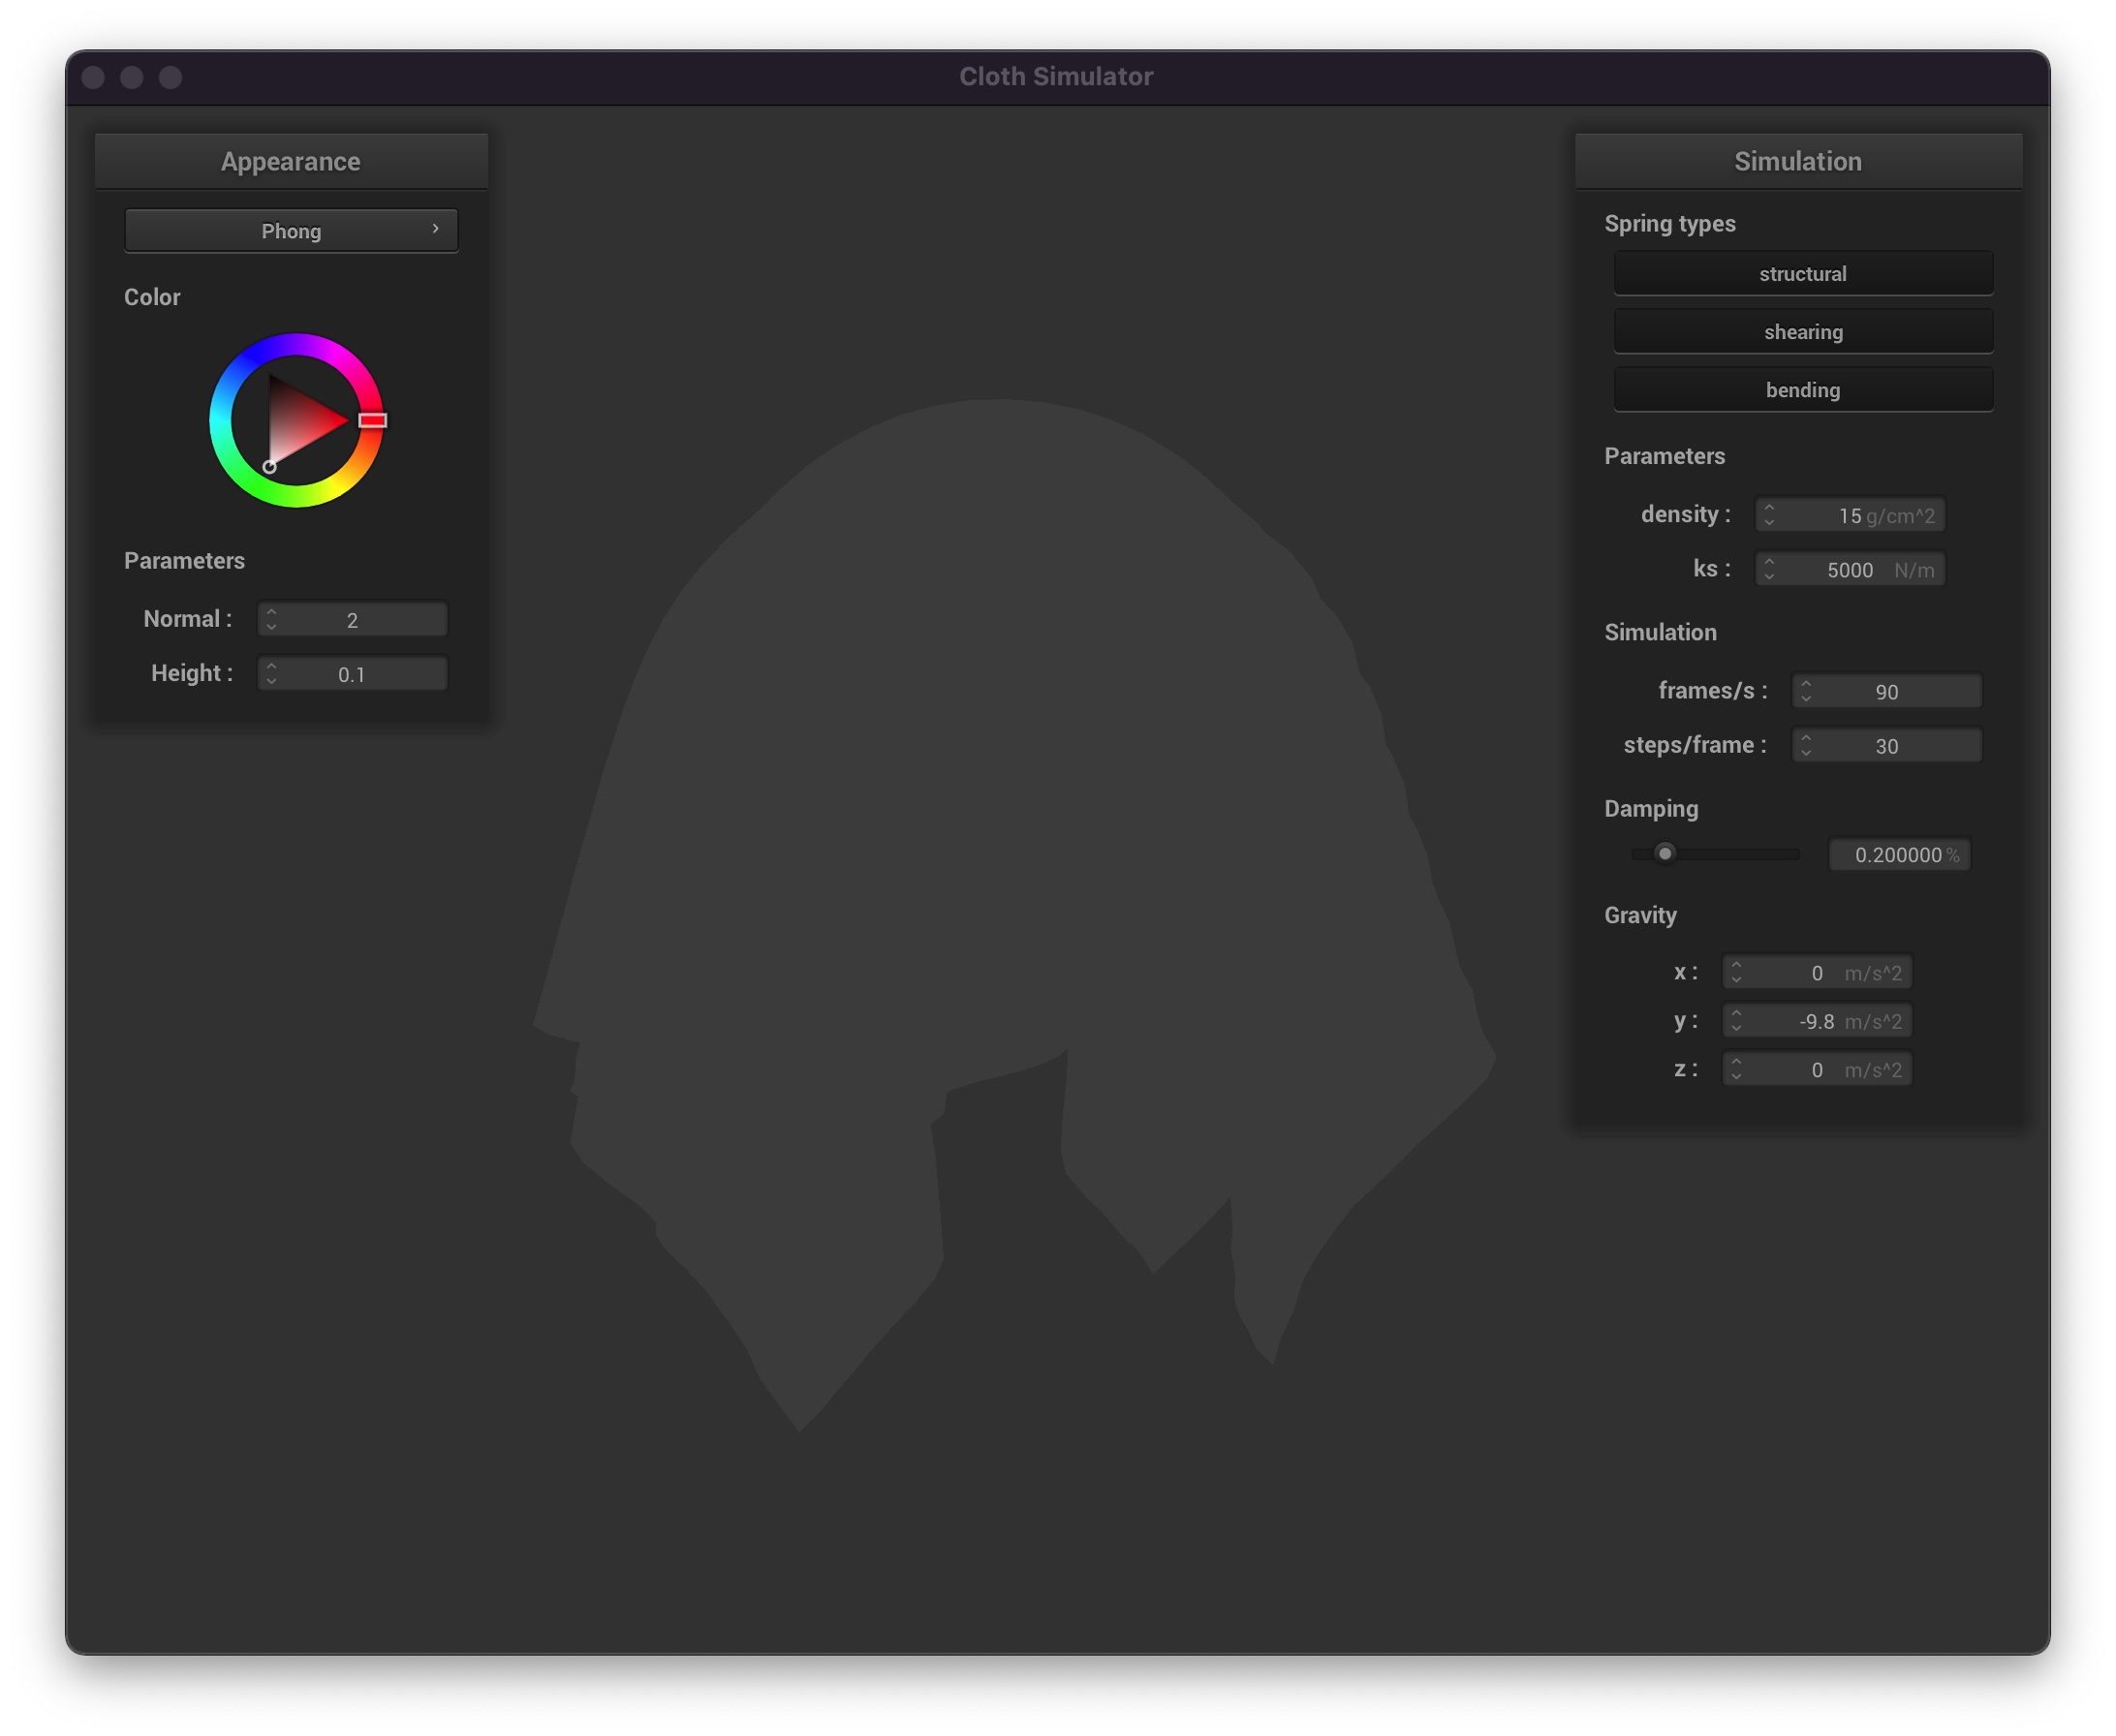 Cloth Simulator
Appearance
Phong
Color
Parameters
Normal : 2
Height : 0.1
Simulation
Spring types
structural
shearing
bending
Parameters
density : 15 g/cm^2
ks : 5000 N/m
Simulation
frames/s : 90
steps/frame : 30
Damping
0.200000 %
Gravity
x : 0 m/s^2
y : -9.8 m/s^2
z : 0 m/s^2